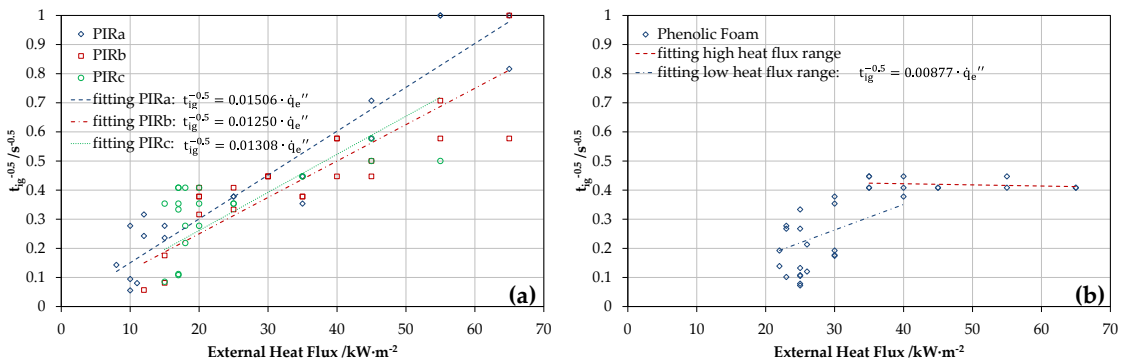 1
0.9
0.8
0.7
0.6
0.5
0.4
0.3
0.2
0.1
0
t_ig^-0.5 /s^-0.5
PIRa
PIRb
PIRc
fitting PIRa: t_ig^-0.5 = 0.01506 · q̇_e''
fitting PIRb: t_ig^-0.5 = 0.01250 · q̇_e''
fitting PIRc: t_ig^-0.5 = 0.01308 · q̇_e''
(a)
0 10 20 30 40 50 60 70
External Heat Flux /kW·m^-2
1
0.9
0.8
0.7
0.6
0.5
0.4
0.3
0.2
0.1
0
t_ig^-0.5 /s^-0.5
Phenolic Foam
fitting high heat flux range
fitting low heat flux range: t_ig^-0.5 = 0.00877 · q̇_e''
(b)
0 10 20 30 40 50 60 70
External Heat Flux /kW·m^-2